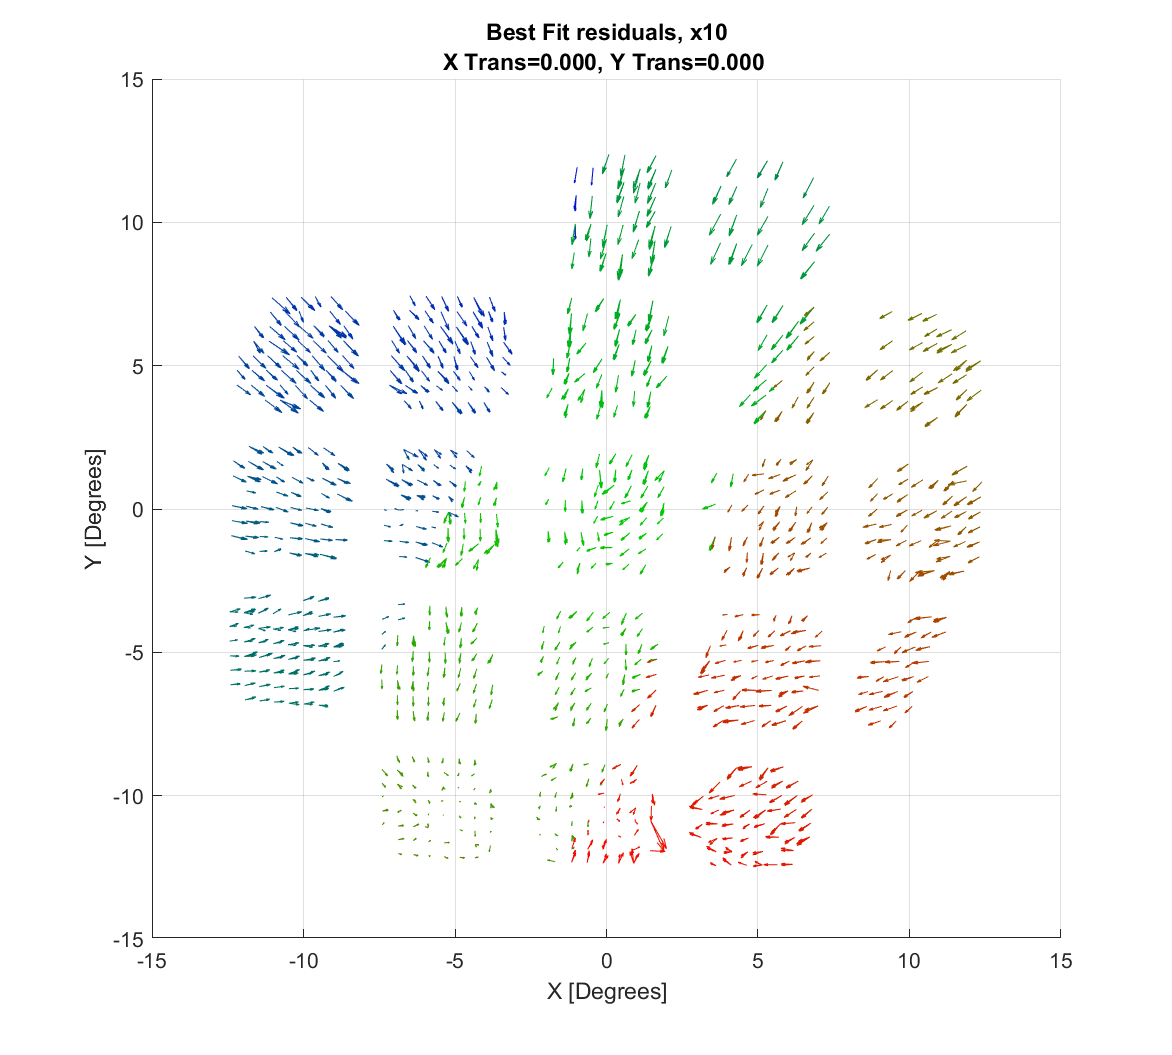 Best Fit residuals, x10
X Trans=0.000, Y Trans=0.000
15
10
5
0
-5
-10
-15
Y [Degrees]
-15 -10 -5 0 5 10 15
X [Degrees]